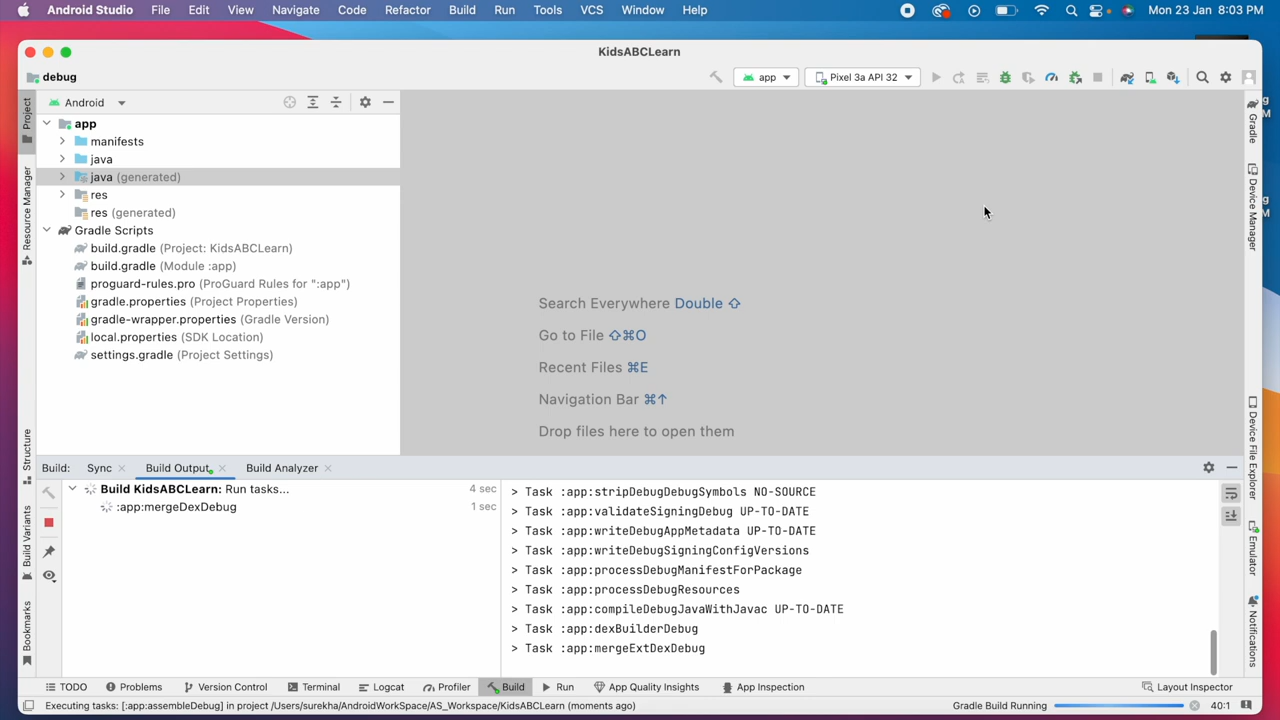 Android Studio File Edit View Navigate Code Refactor Build Run Tools VCS Window Help Mon 23 Jan 8:03 PM
KidsABCLearn
debug app Pixel 3a API 32
Project
Resource Manager
Structure
Build Variants
Bookmarks
Android
app
manifests
java
java (generated)
res
res (generated)
Gradle Scripts
build.gradle (Project: KidsABCLearn)
build.gradle (Module :app)
proguard-rules.pro (ProGuard Rules for ":app")
gradle.properties (Project Properties)
gradle-wrapper.properties (Gradle Version)
local.properties (SDK Location)
settings.gradle (Project Settings)
Search Everywhere Double ⇧
Go to File ⇧⌘O
Recent Files ⌘E
Navigation Bar ⌘↑
Drop files here to open them
Gradle
Device Manager
Device File Explorer
Emulator
Notifications
Build: Sync Build Output Build Analyzer
Build KidsABCLearn: Run tasks... 4 sec
:app:mergeDexDebug 1 sec
> Task :app:stripDebugDebugSymbols NO-SOURCE
> Task :app:validateSigningDebug UP-TO-DATE
> Task :app:writeDebugAppMetadata UP-TO-DATE
> Task :app:writeDebugSigningConfigVersions
> Task :app:processDebugManifestForPackage
> Task :app:processDebugResources
> Task :app:compileDebugJavaWithJavac UP-TO-DATE
> Task :app:dexBuilderDebug
> Task :app:mergeExtDexDebug
TODO Problems Version Control Terminal Logcat Profiler Build Run App Quality Insights App Inspection Layout Inspector
Executing tasks: [:app:assembleDebug] in project /Users/surekha/AndroidWorkSpace/AS_Workspace/KidsABCLearn (moments ago) Gradle Build Running 40:1